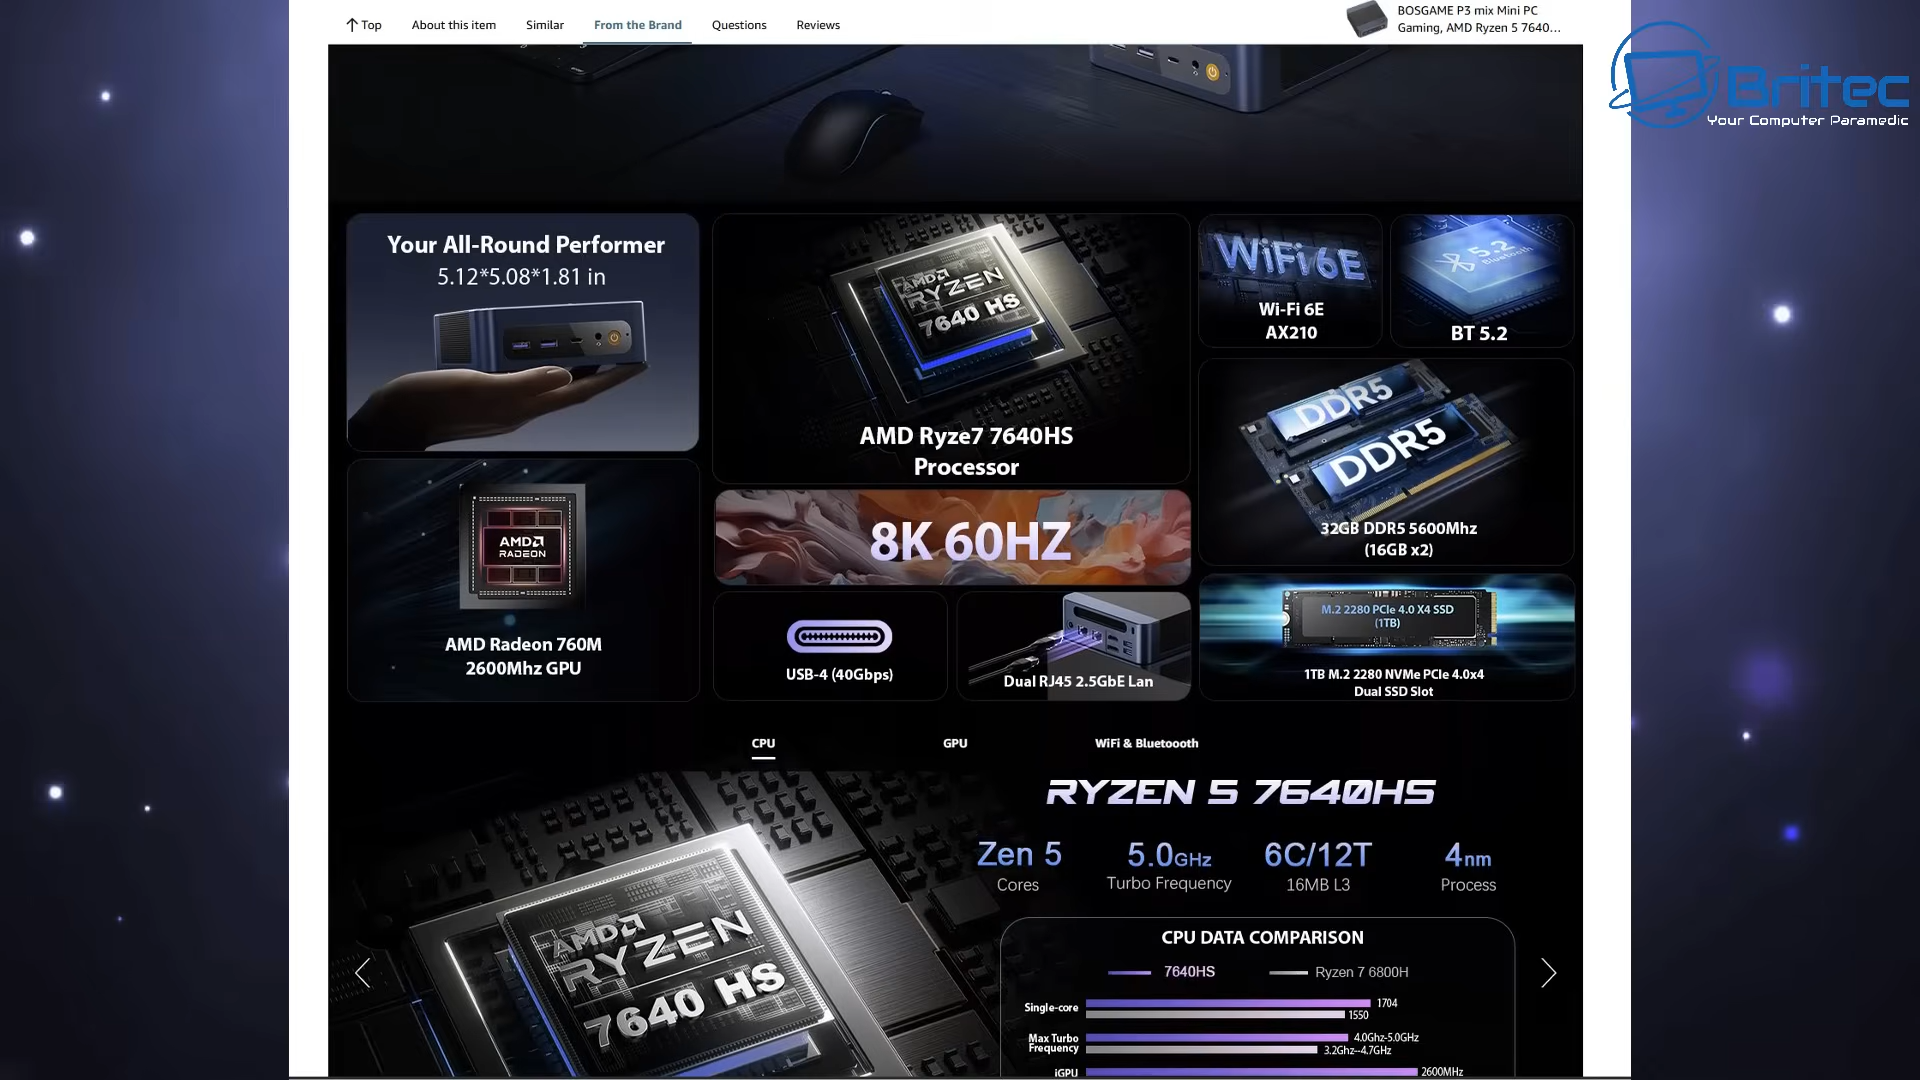 Top
About this item
Similar
From the Brand
Questions
Reviews
BOSGAME P3 mix Mini PC
Gaming, AMD Ryzen 5 7640...
Britec
Your Computer Paramedic
Your All-Round Performer
5.12*5.08*1.81 in
AMD
RYZEN
7640 HS
AMD Ryze7 7640HS
Processor
WiFi 6E
Wi-Fi 6E
AX210
5.2
Bluetooth
BT 5.2
DDR5
DDR5
32GB DDR5 5600Mhz
(16GB x2)
AMD
RADEON
AMD Radeon 760M
2600Mhz GPU
8K 60HZ
USB-4 (40Gbps)
Dual RJ45 2.5GbE Lan
M.2 2280 PCIe 4.0 X4 SSD
(1TB)
1TB M.2 2280 NVMe PCIe 4.0x4
Dual SSD Slot
CPU
GPU
WiFi & Bluetoooth
RYZEN 5 7640HS
Zen 5
Cores
5.0GHz
Turbo Frequency
6C/12T
16MB L3
4nm
Process
AMD
RYZEN
7640 HS
CPU DATA COMPARISON
7640HS
Ryzen 7 6800H
Single-core
1704
1550
Max Turbo
Frequency
4.0Ghz-5.0GHz
3.2Ghz--4.7GHz
iGPU
2600MHz